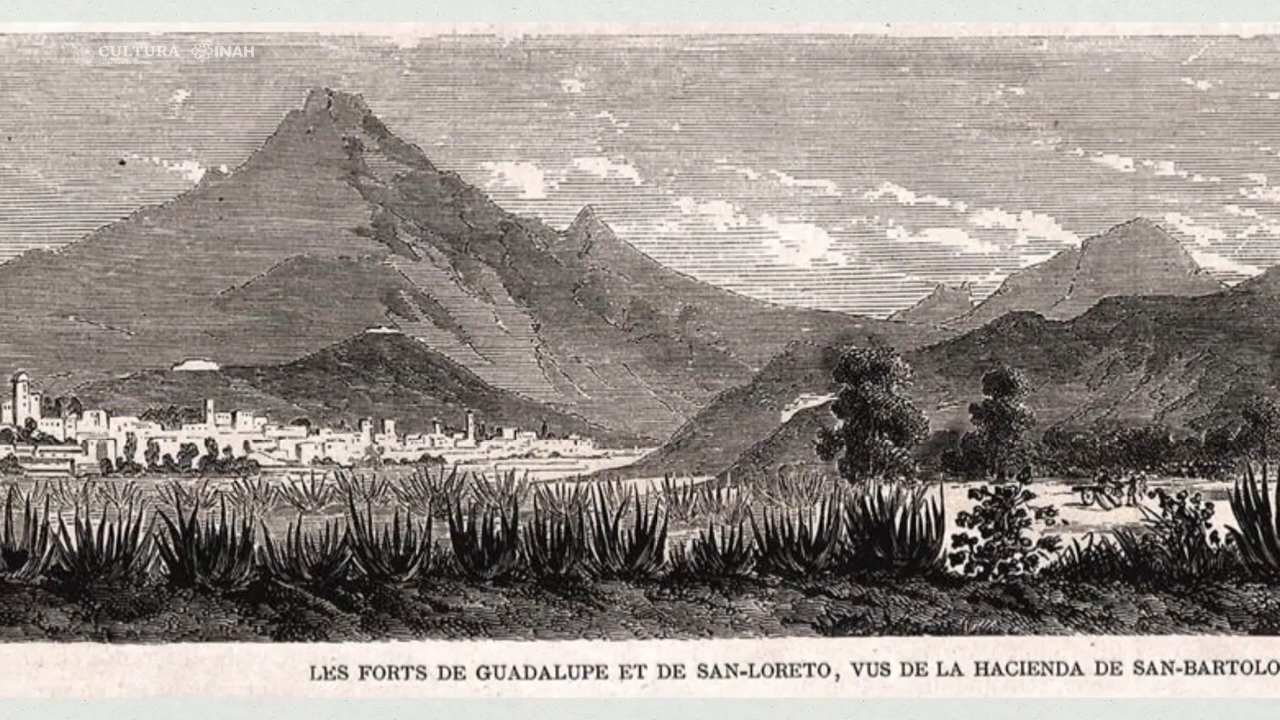 CULTURA INAH
LES FORTS DE GUADALUPE ET DE SAN-LORETO, VUS DE LA HACIENDA DE SAN-BARTOLO